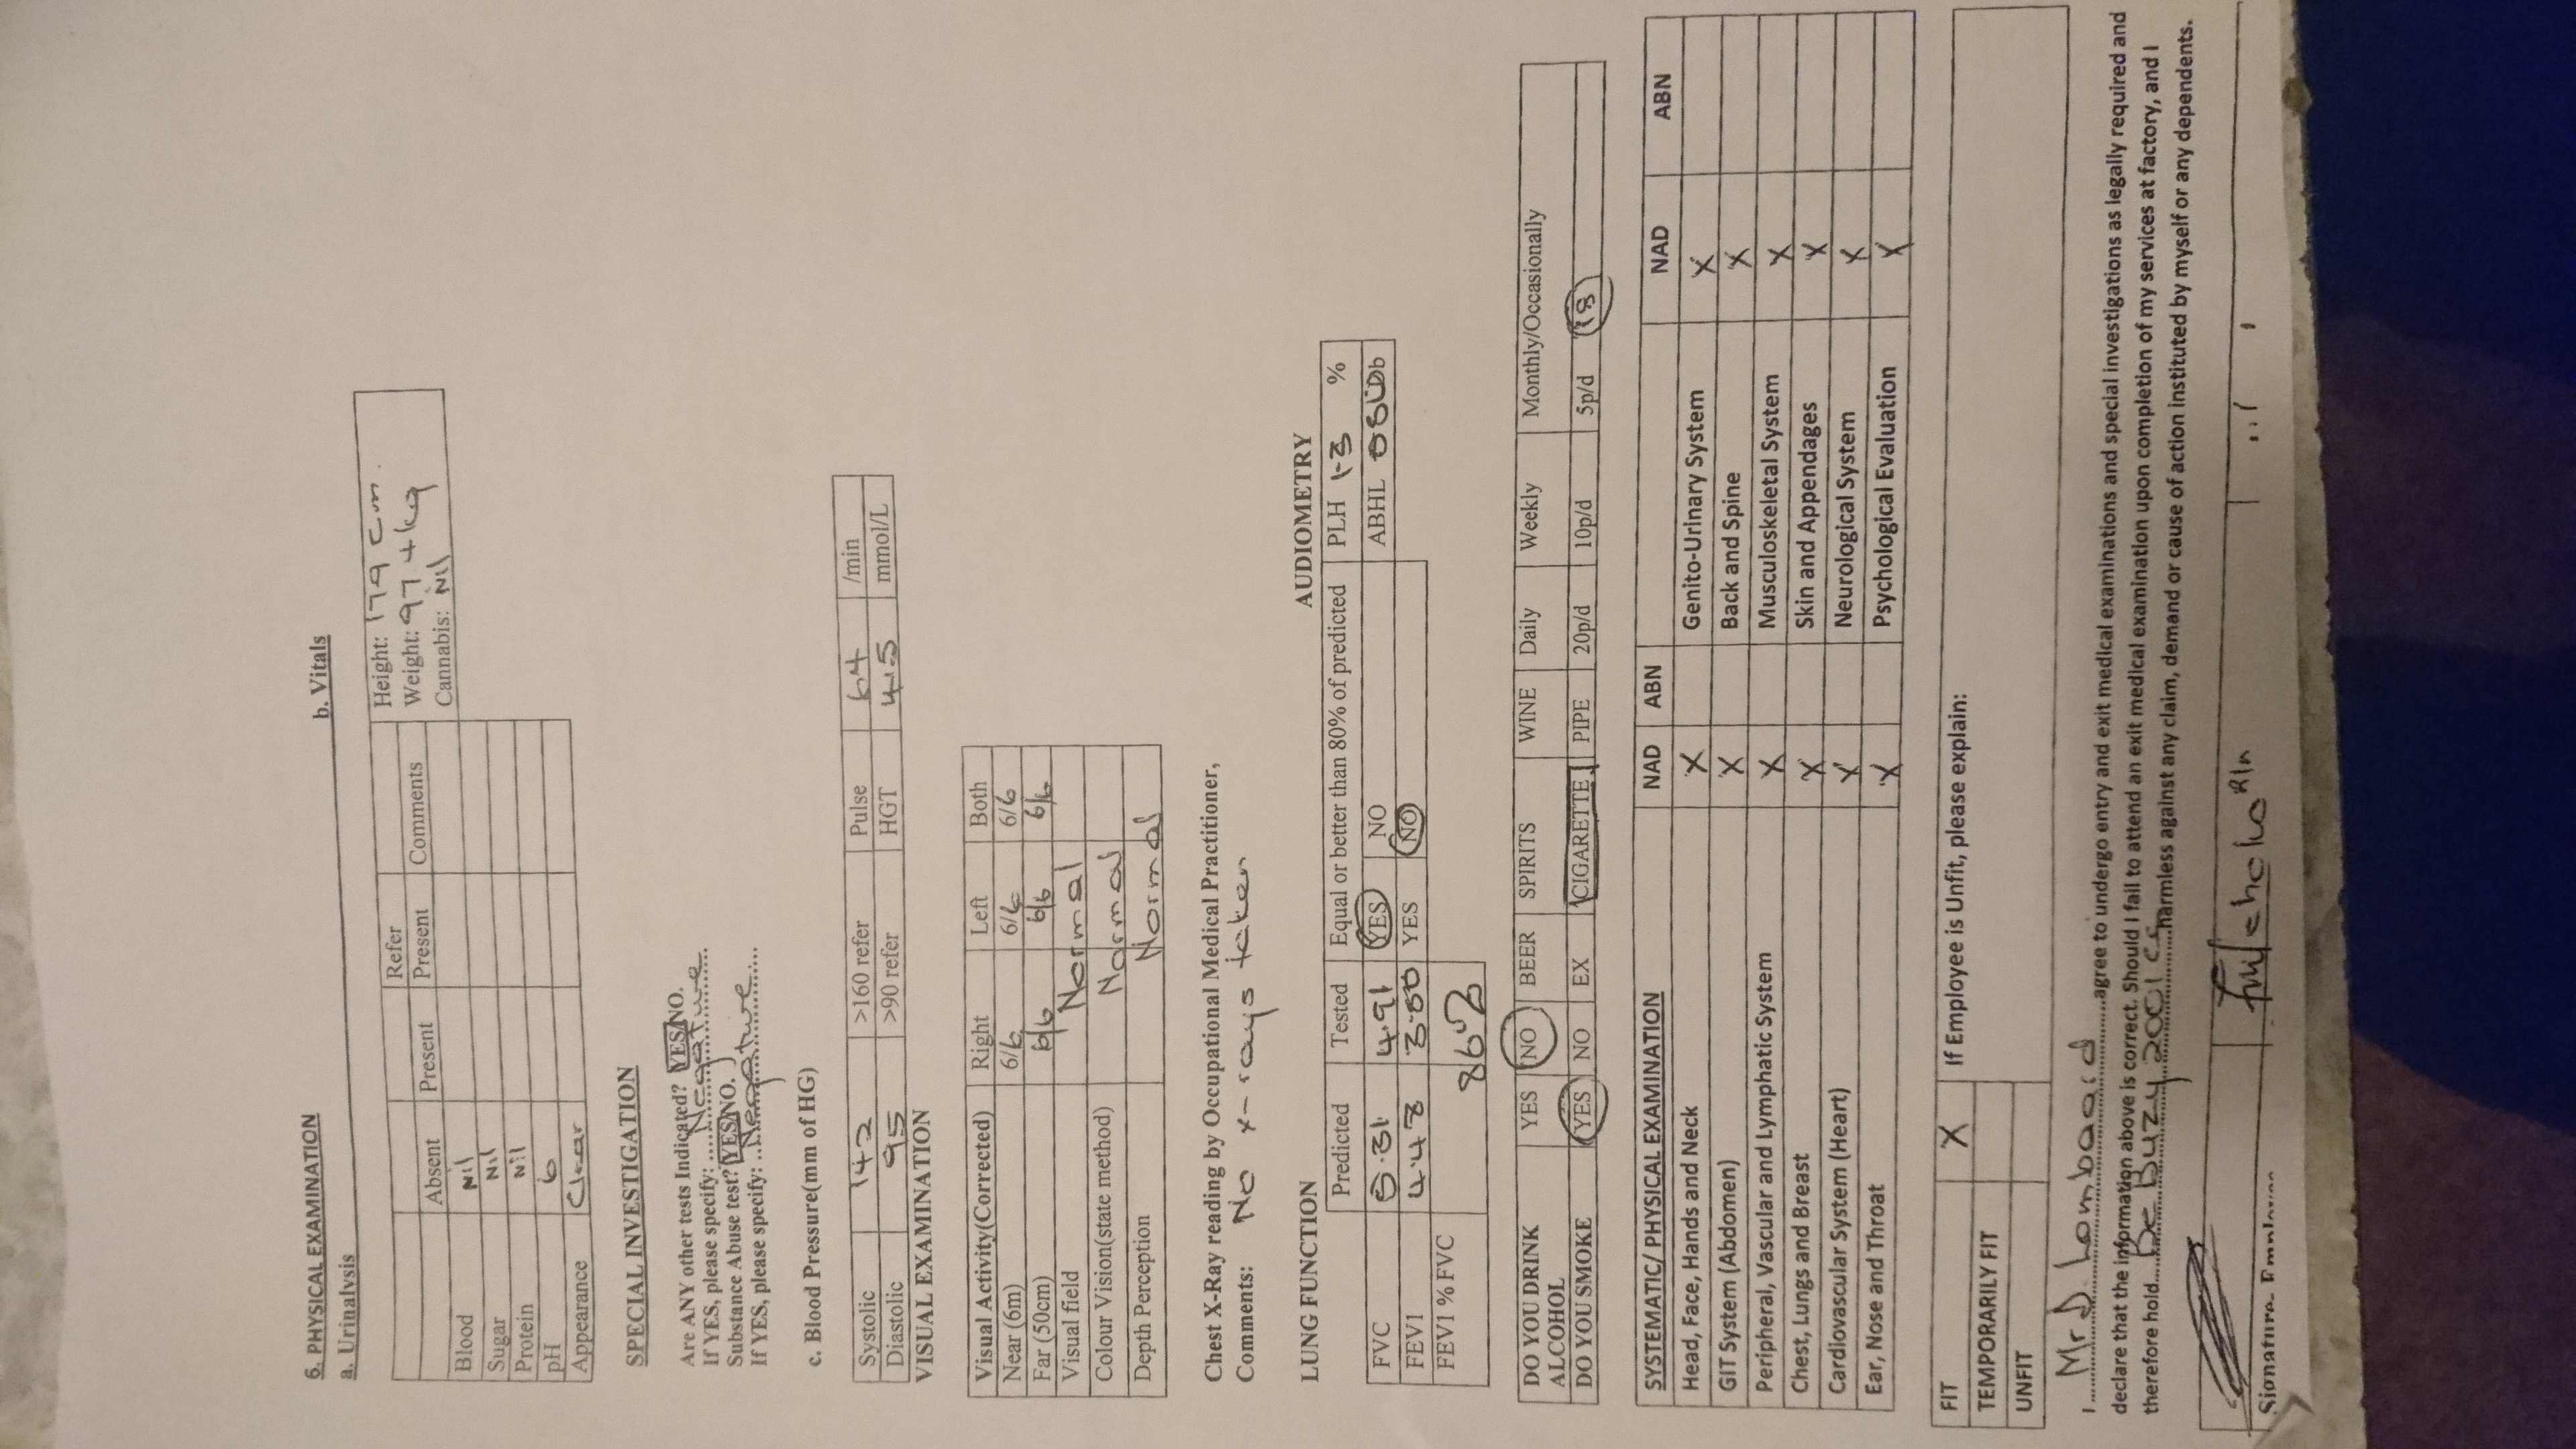 6. PHYSICAL EXAMINATION
a. Urinalysis
b. Vitals
Refer
Absent Present Present Comments
Blood Nil
Sugar Nil
Protein Nil
pH 6
Appearance Clear
Height: 179 cm.
Weight: 97 kg
Cannabis: Nil
SPECIAL INVESTIGATION
Are ANY other tests Indicated? YES/NO.
If YES, please specify: Negative
Substance Abuse test? YES/NO.
If YES, please specify: Negative
c. Blood Pressure(mm of HG)
Systolic 142 >160 refer Pulse 64 /min
Diastolic 95 >90 refer HGT 4.5 mmol/L
VISUAL EXAMINATION
Visual Activity(Corrected) Right Left Both
Near (6m) 6/6 6/6 6/6
Far (50cm) 6/6 6/6 6/6
Visual field Normal
Colour Vision(state method) Normal
Depth Perception Normal
Chest X-Ray reading by Occupational Medical Practitioner,
Comments: No x-rays taken
LUNG FUNCTION AUDIOMETRY
Predicted Tested Equal or better than 80% of predicted PLH 1.3 %
FVC 5.31 4.91 YES NO ABHL Db
FEV1 4.48 YES NO
FEV1 % FVC
DO YOU DRINK ALCOHOL YES NO BEER SPIRITS WINE Daily Weekly Monthly/Occasionally
DO YOU SMOKE YES NO EX CIGARETTE PIPE 20p/d 10p/d 5p/d 18
SYSTEMATIC/ PHYSICAL EXAMINATION NAD ABN NAD ABN
Head, Face, Hands and Neck X Genito-Urinary System X
GIT System (Abdomen) X Back and Spine X
Peripheral, Vascular and Lymphatic System X Musculoskeletal System X
Chest, Lungs and Breast X Skin and Appendages X
Cardiovascular System (Heart) X Neurological System X
Ear, Nose and Throat X Psychological Evaluation X
FIT X If Employee is Unfit, please explain:
TEMPORARILY FIT
UNFIT
I, Mr D. Lombaard agree to undergo entry and exit medical examinations and special investigations as legally required and
declare that the information above is correct. Should I fail to attend an exit medical examination upon completion of my services at factory, and I
therefore hold De Buzy 2001 cc harmless against any claim, demand or cause of action instituted by myself or any dependents.
Signature- Employee